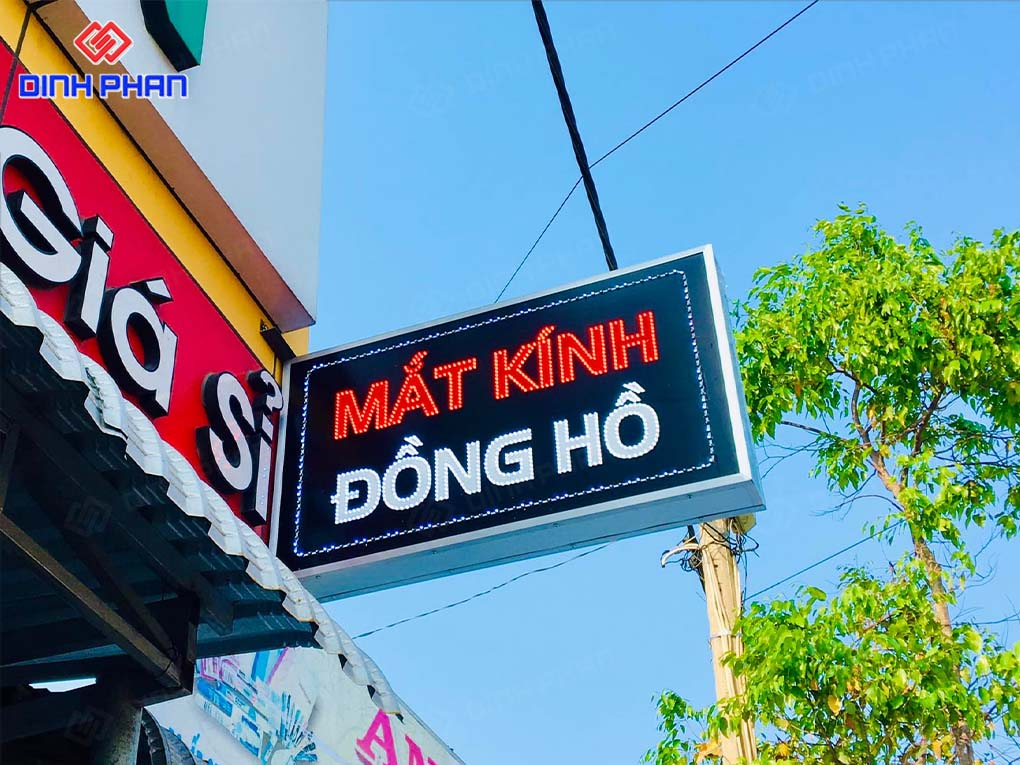 DINH PHAN
Giá Sỉ
MẮT KÍNH
ĐỒNG HỒ